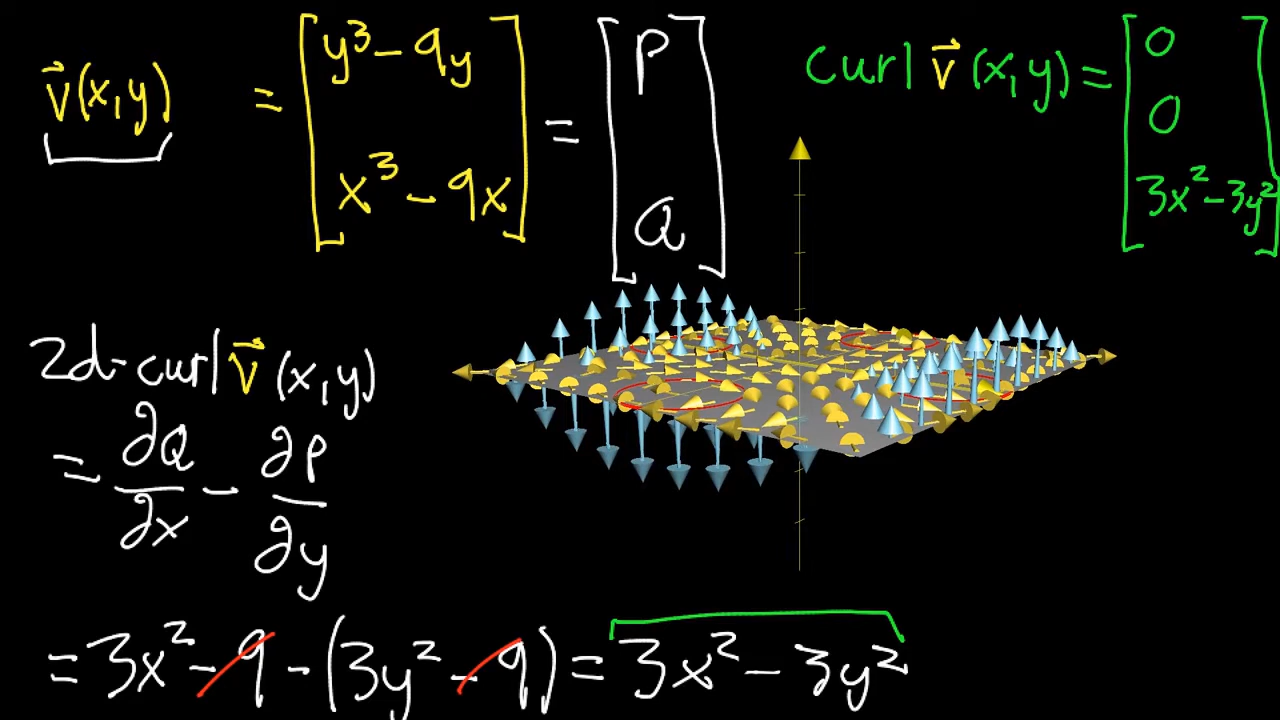 v⃗(x,y) = [y³ - 9y, x³ - 9x] = [P, Q]
curl v⃗(x,y) = [0, 0, 3x² - 3y²]
2d-curl v⃗(x,y)
= ∂Q/∂x - ∂P/∂y
= 3x² - 9 - (3y² - 9) = 3x² - 3y²